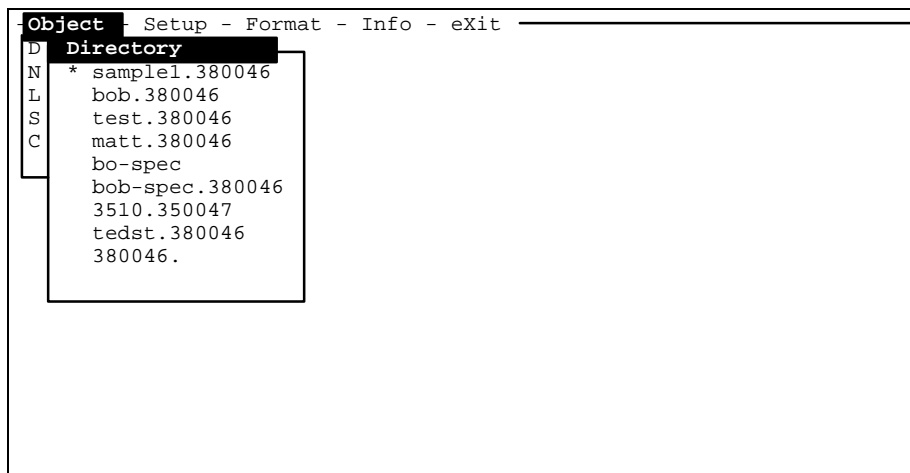 Object - Setup - Format - Info - eXit
D Directory
N * sample1.380046
L bob.380046
S test.380046
C matt.380046
bo-spec
bob-spec.380046
3510.350047
tedst.380046
380046.